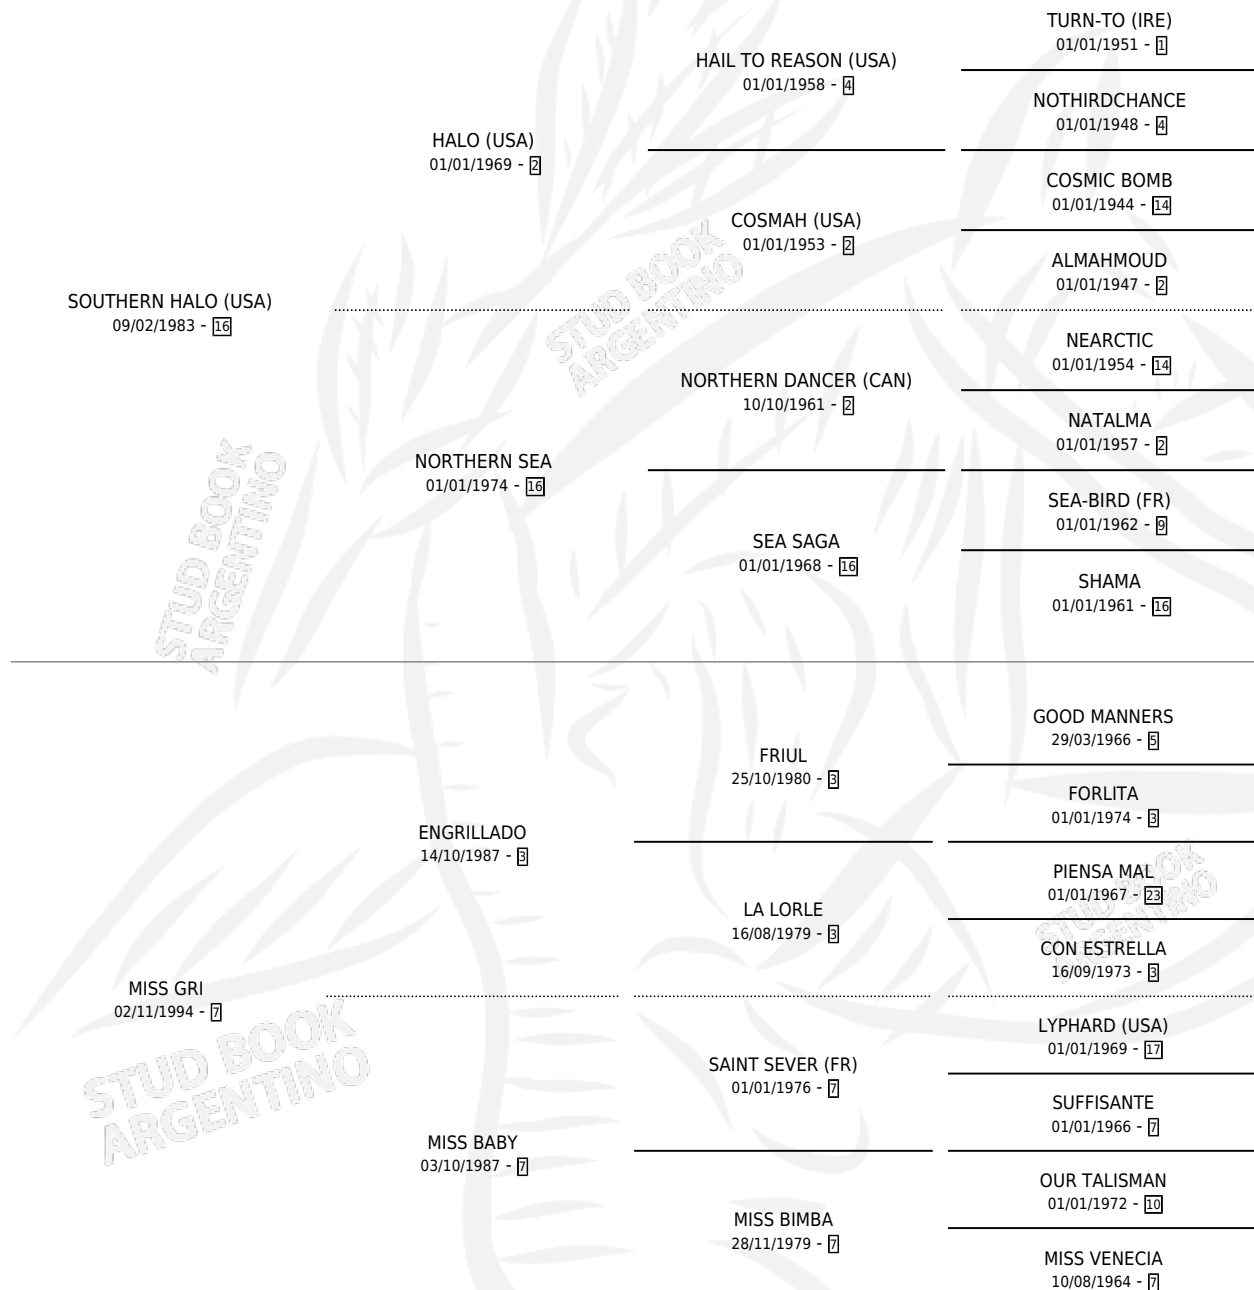 TURN-TO (IRE)
01/01/1951 - 1
HAIL TO REASON (USA)
01/01/1958 - 4
NOTHIRDCHANCE
01/01/1948 - 4
HALO (USA)
01/01/1969 - 2
COSMIC BOMB
01/01/1944 - 14
COSMAH (USA)
01/01/1953 - 2
ALMAHMOUD
01/01/1947 - 2
SOUTHERN HALO (USA)
09/02/1983 - 16
NEARCTIC
01/01/1954 - 14
NORTHERN DANCER (CAN)
10/10/1961 - 2
NATALMA
01/01/1957 - 2
NORTHERN SEA
01/01/1974 - 16
SEA-BIRD (FR)
01/01/1962 - 9
SEA SAGA
01/01/1968 - 16
SHAMA
01/01/1961 - 16
GOOD MANNERS
29/03/1966 - 5
FRIUL
25/10/1980 - 3
FORLITA
01/01/1974 - 3
ENGRILLADO
14/10/1987 - 3
PIENSA MAL
01/01/1967 - 23
LA LORLE
16/08/1979 - 3
CON ESTRELLA
16/09/1973 - 3
MISS GRI
02/11/1994 - 7
LYPHARD (USA)
01/01/1969 - 17
SAINT SEVER (FR)
01/01/1976 - 7
SUFFISANTE
01/01/1966 - 7
MISS BABY
03/10/1987 - 7
OUR TALISMAN
01/01/1972 - 10
MISS BIMBA
28/11/1979 - 7
MISS VENECIA
10/08/1964 - 7
STUD BOOK
ARGENTINO
STUD BOOK
ARGENTINO
STUD BOOK
ARGENTINO
STUD BOOK
ARGENTINO